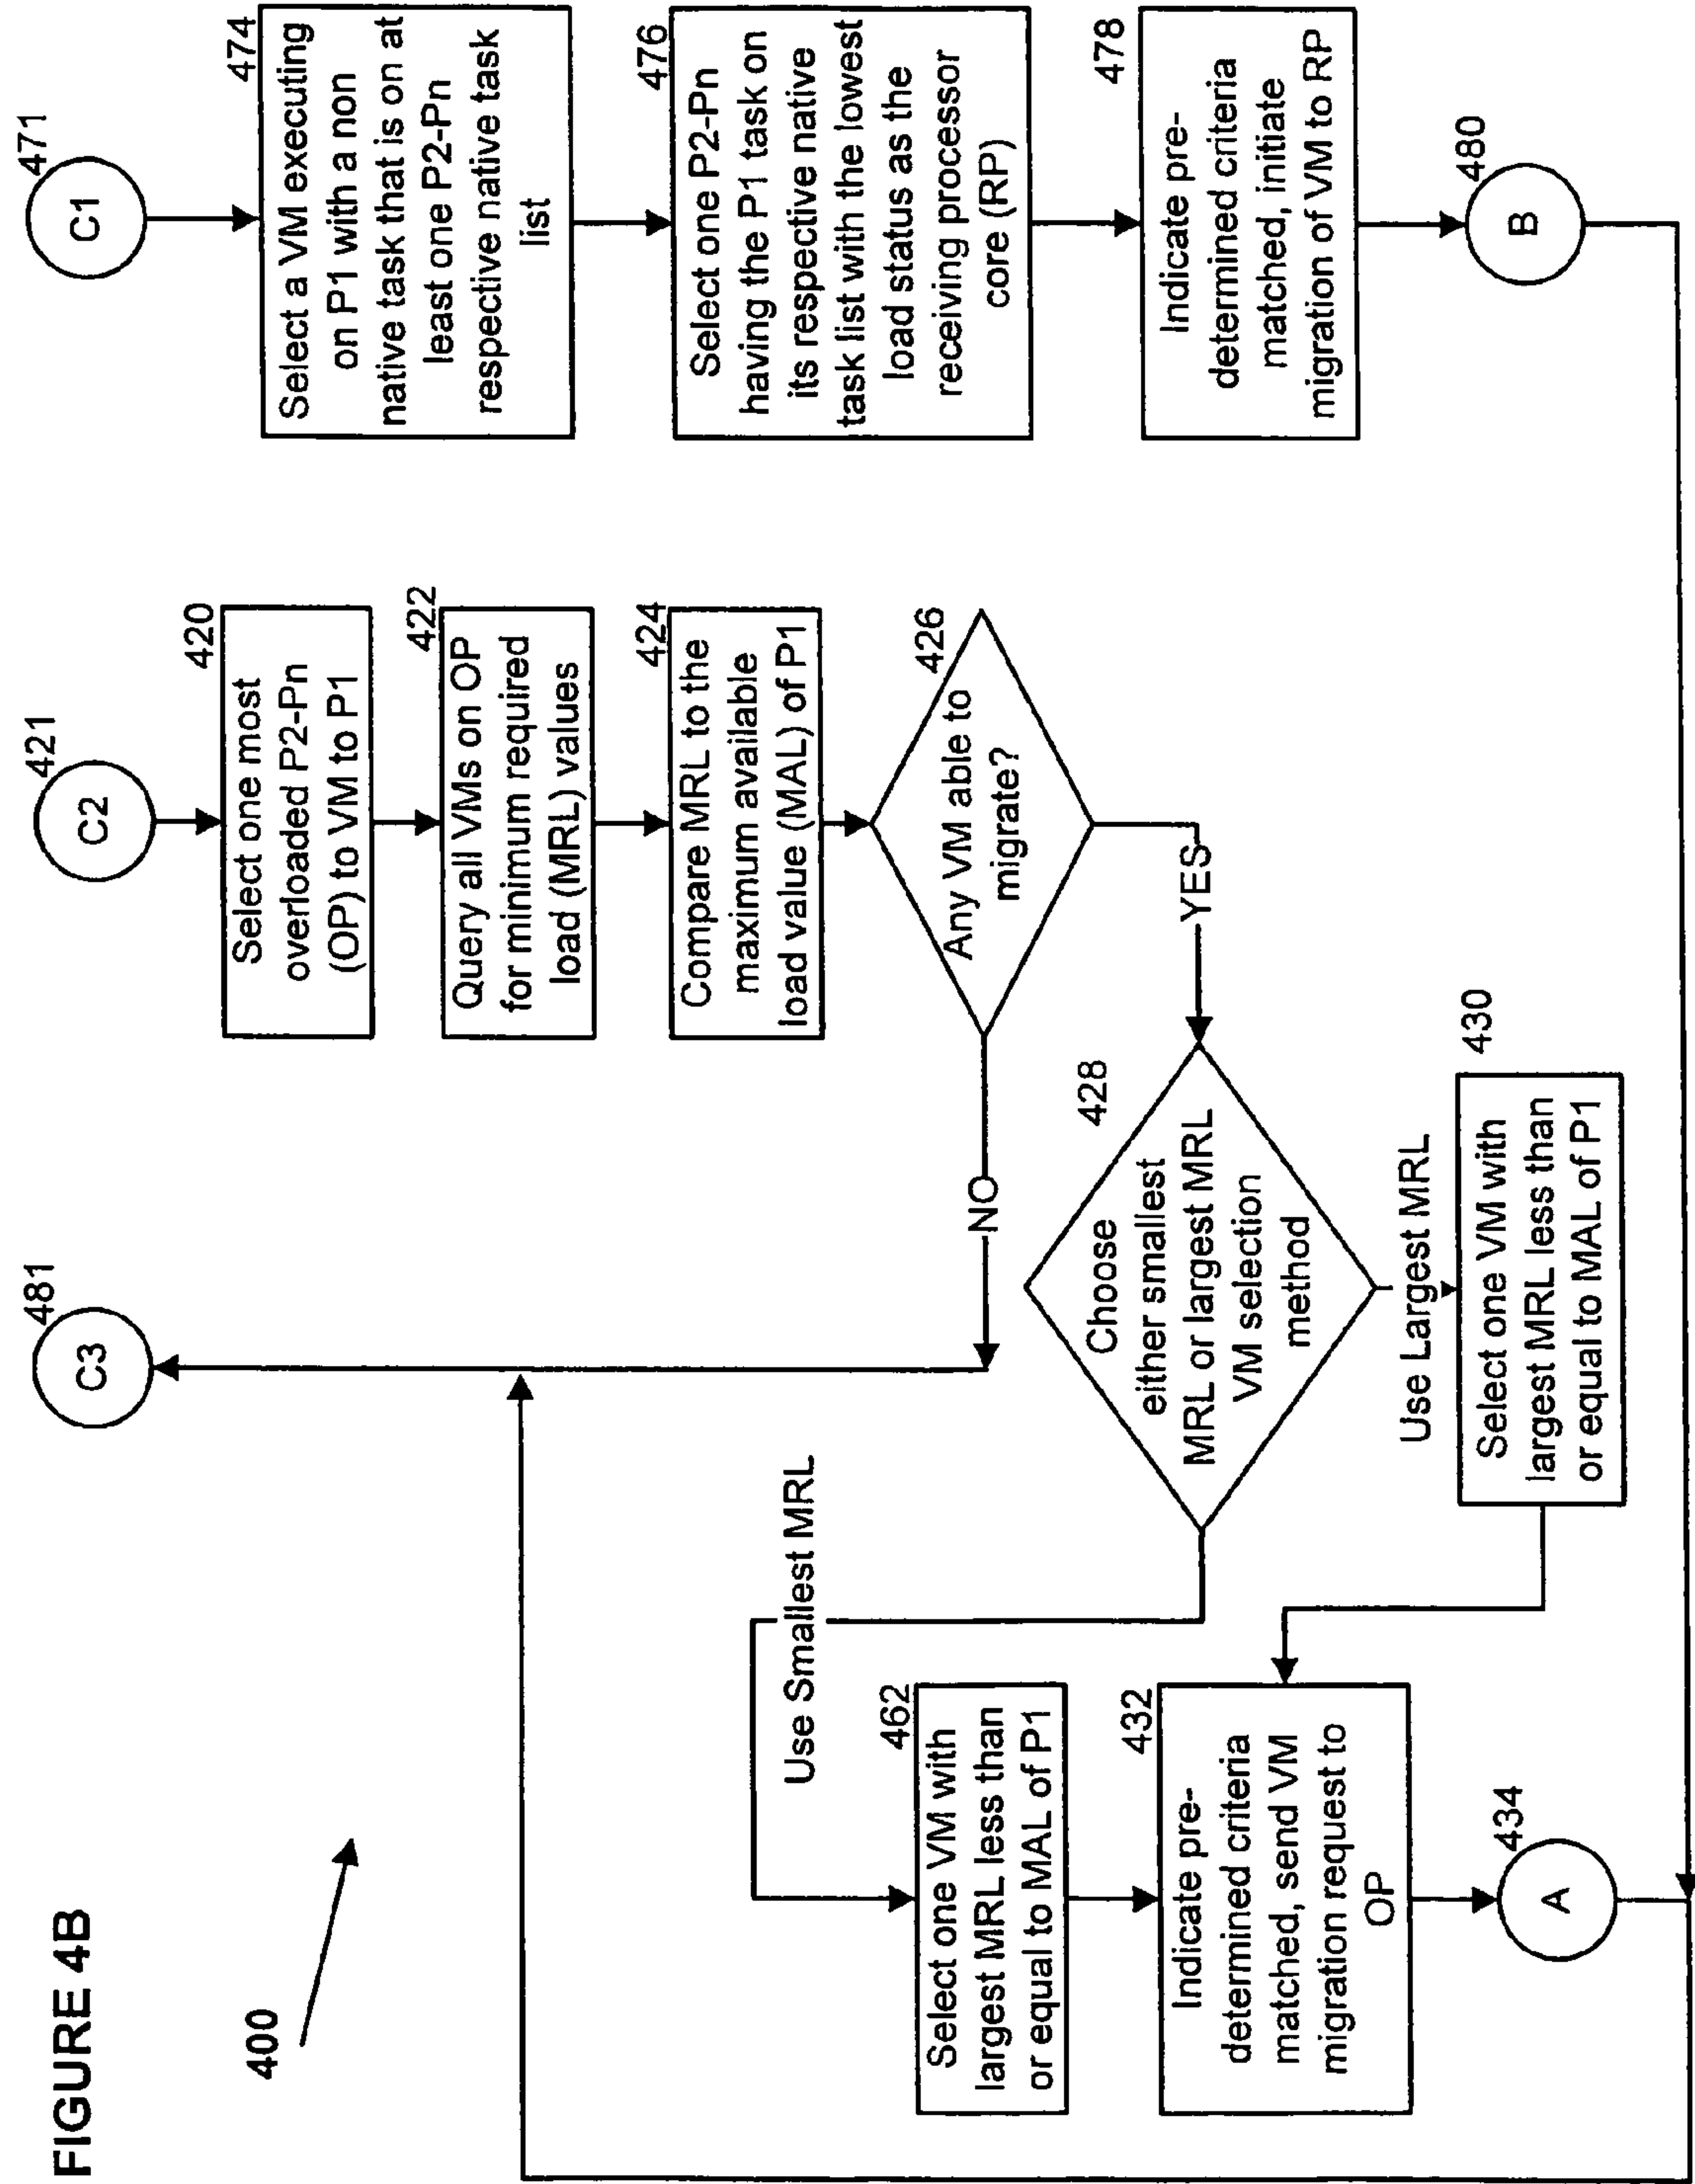 FIGURE 4B
400
C3
481
C2
421
420
Select one most
overloaded P2-Pn
(OP) to VM to P1
422
Query all VMs on OP
for minimum required
load (MRL) values
424
Compare MRL to the
maximum available
load value (MAL) of P1
426
Any VM able to
migrate?
NO
YES
428
Choose
either smallest
MRL or largest MRL
VM selection
method
Use Smallest MRL
Use Largest MRL
430
Select one VM with
largest MRL less than
or equal to MAL of P1
462
Select one VM with
largest MRL less than
or equal to MAL of P1
432
Indicate pre-
determined criteria
matched, send VM
migration request to
OP
434
A
C1
471
474
Select a VM executing
on P1 with a non
native task that is on at
least one P2-Pn
respective native task
list
476
Select one P2-Pn
having the P1 task on
its respective native
task list with the lowest
load status as the
receiving processor
core (RP)
478
Indicate pre-
determined criteria
matched, initiate
migration of VM to RP
480
B